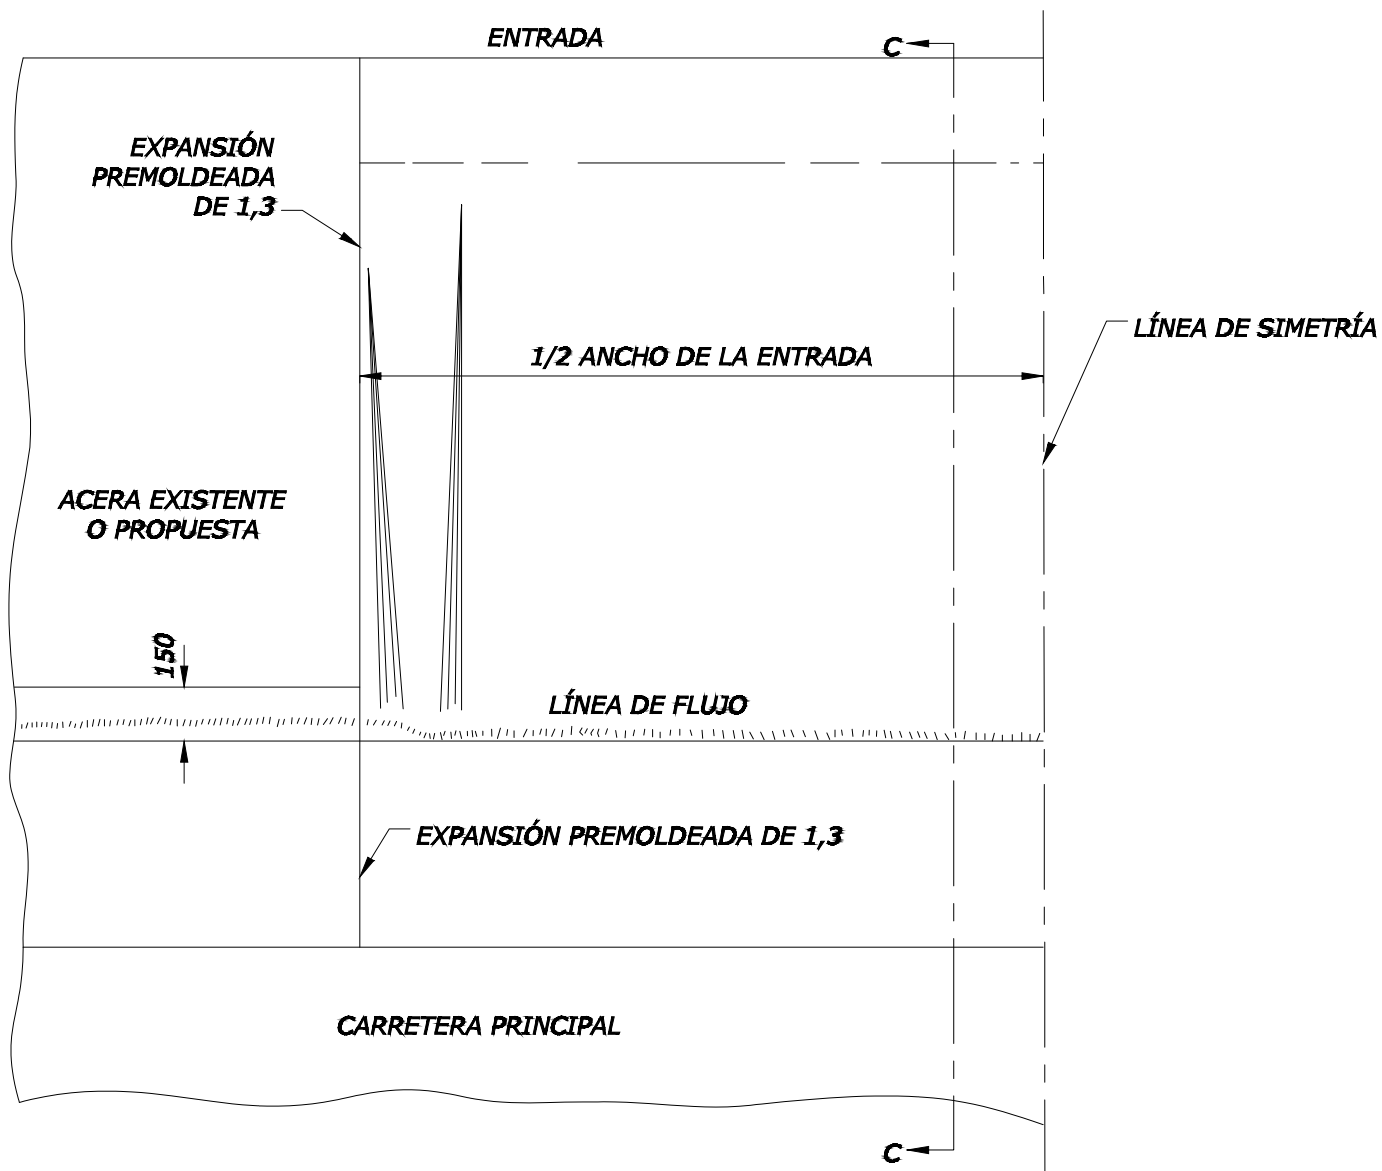 ENTRADA
C
EXPANSIÓN
PREMOLDEADA
DE 1,3
LÍNEA DE SIMETRÍA
1/2 ANCHO DE LA ENTRADA
ACERA EXISTENTE
O PROPUESTA
150
LÍNEA DE FLUJO
EXPANSIÓN PREMOLDEADA DE 1,3
CARRETERA PRINCIPAL
C